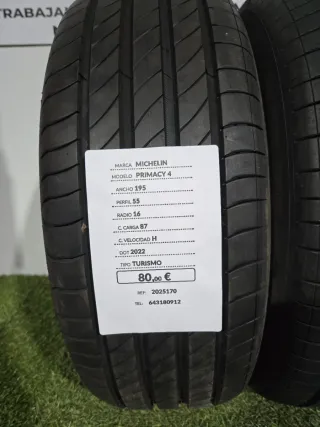 TRABAJAN
MARCA MICHELIN
MODELO PRIMACY 4
ANCHO 195
PERFIL 55
RADIO 16
C. CARGA 87
C. VELOCIDAD H
DOT 2022
TIPO TURISMO
80,00 €
REF: 2025170
TEL: 643180912